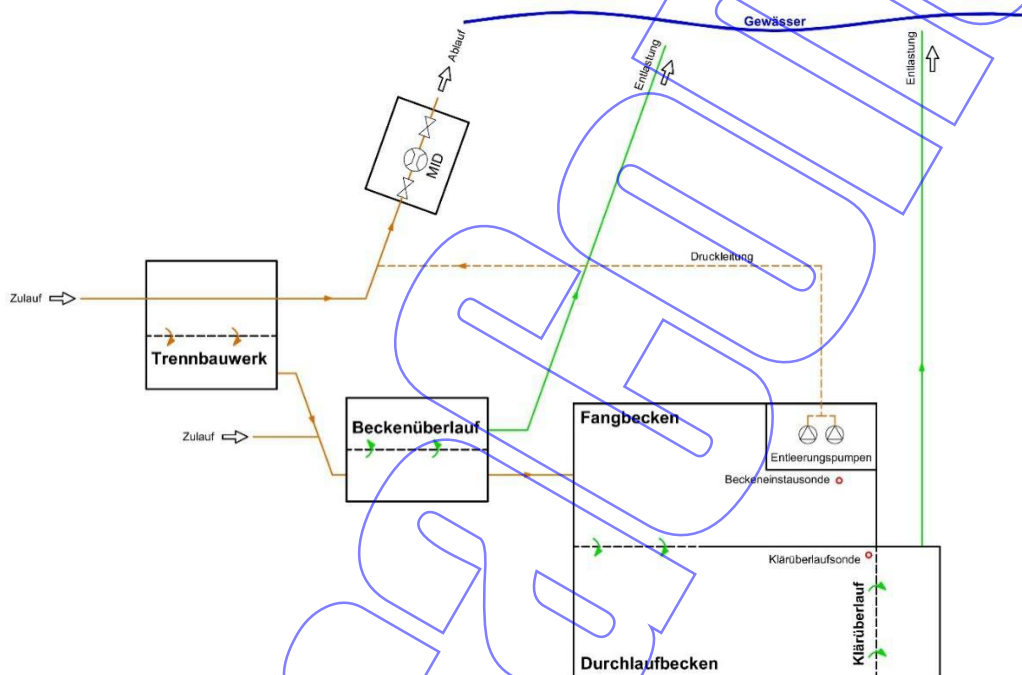 Gewässer
Ablauf
Entlastung
Entlastung
MID
Druckleitung
Zulauf
Trennbauwerk
Zulauf
Beckenüberlauf
Fangbecken
Entleerungspumpen
Beckeneinstausonde
Klärüberlaufsonde
Klärüberlauf
Durchlaufbecken